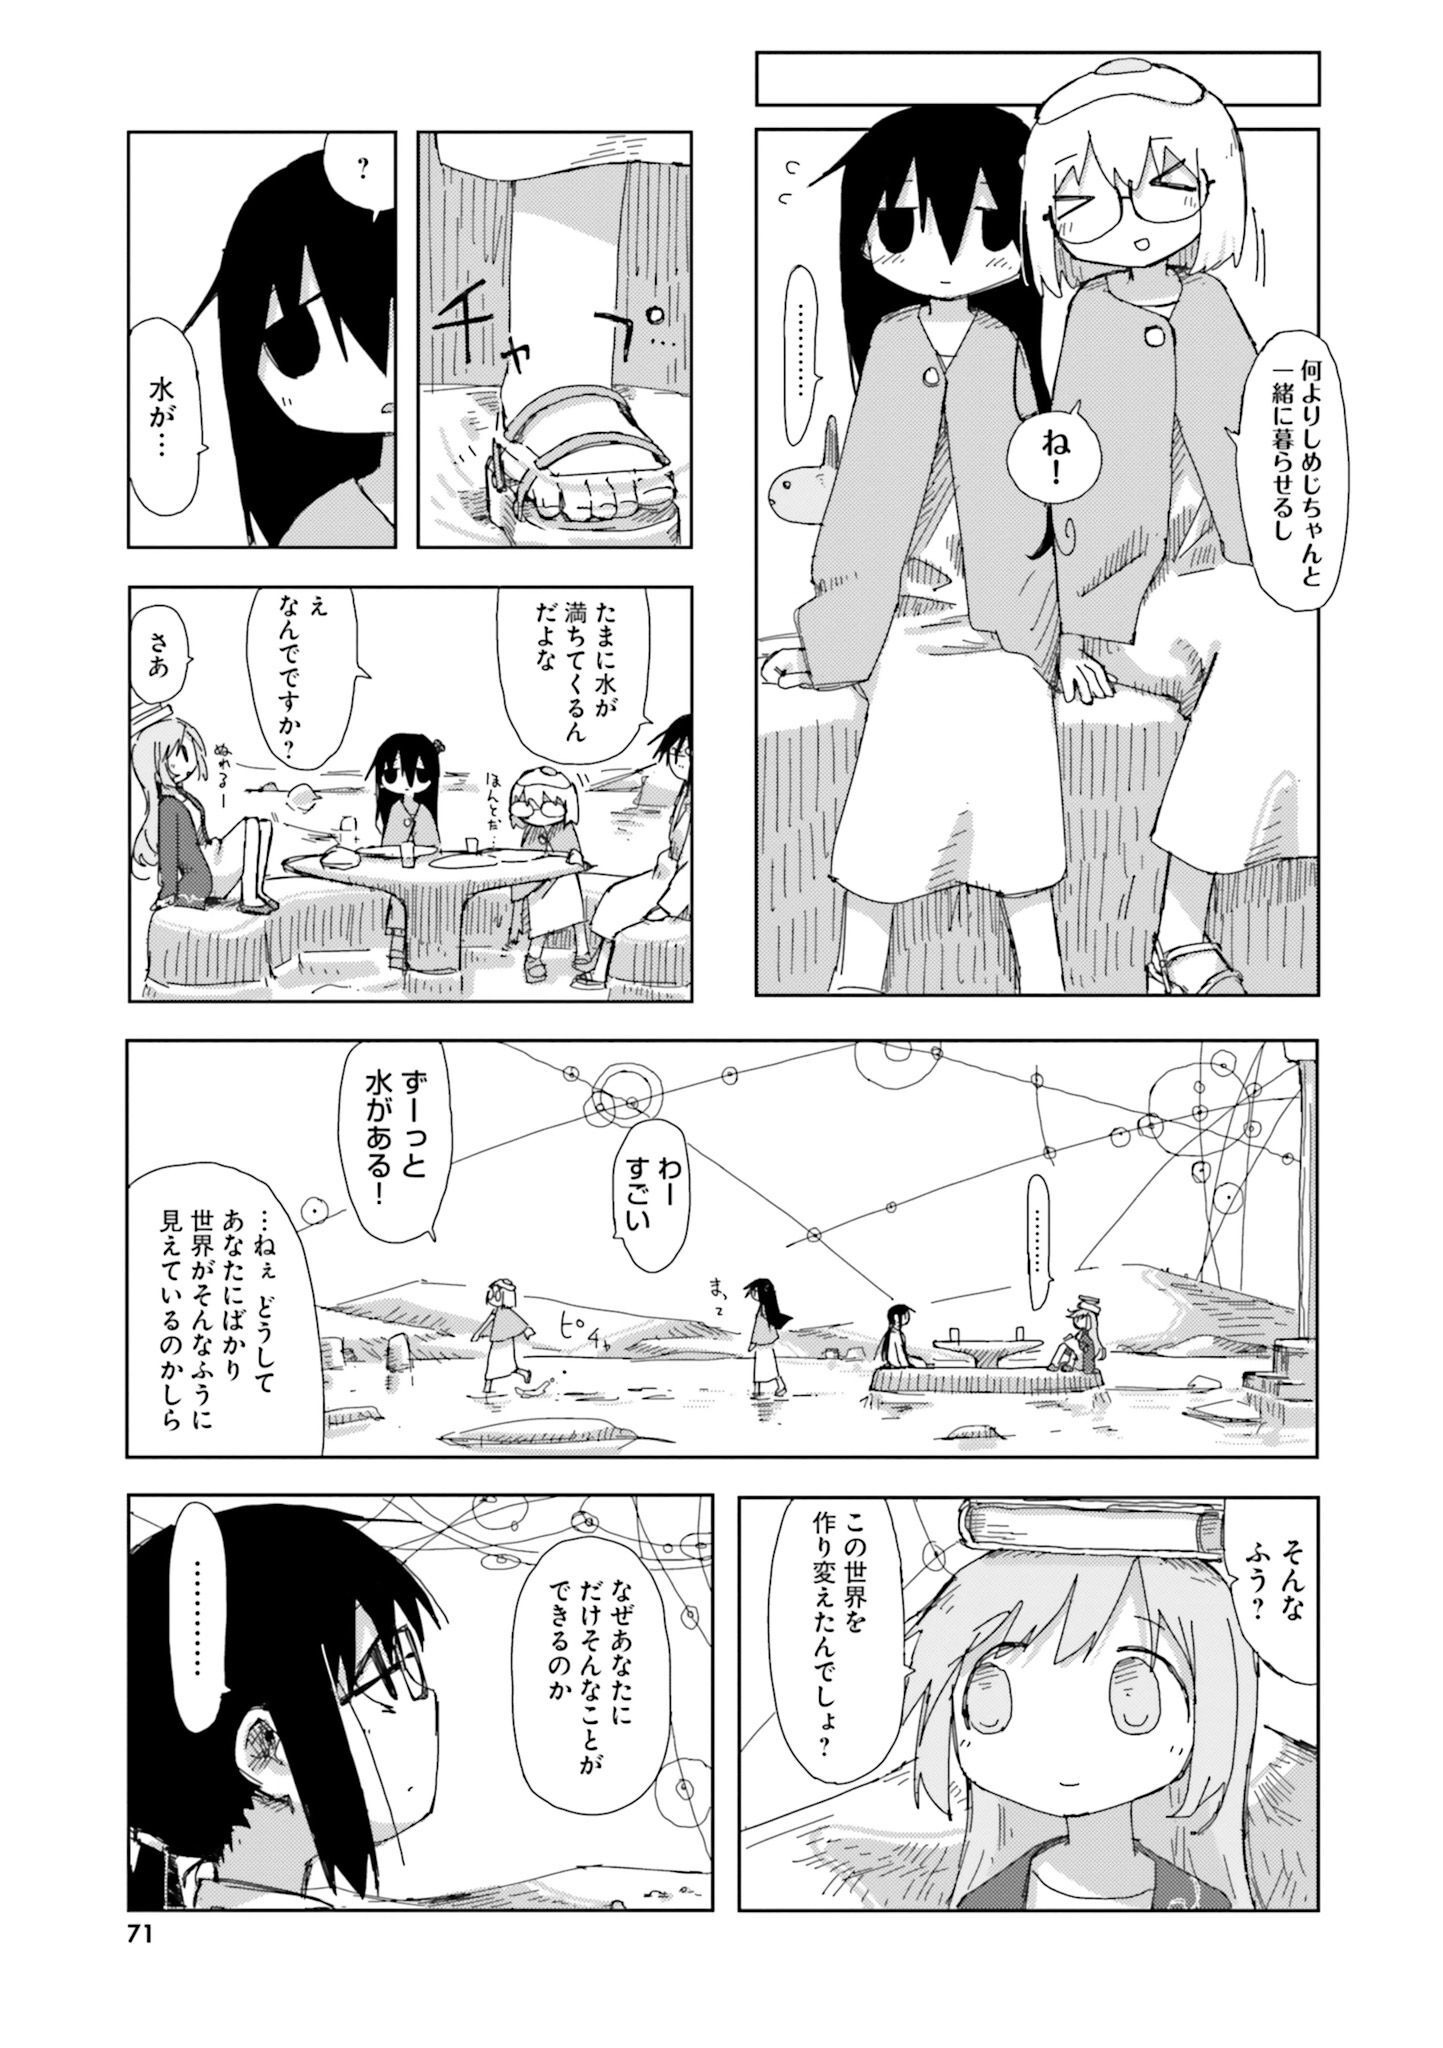 何よりしめじちゃんと
一緒に暮らせるし
ね!
………
チャ
?
水が…
たまに水が
満ちてくるん
だよな
え
なんでですか?
さあ
ほんとだ…
ぬれるー
………
わー
すごい
まって
ピチャ
ずーっと
水がある!
…ねぇ どうして
あなたにばかり
世界がそんなふうに
見えているのかしら
そんな
ふう?
この世界を
作り変えたんでしょ?
なぜあなたに
だけそんなことが
できるのか
…………
71